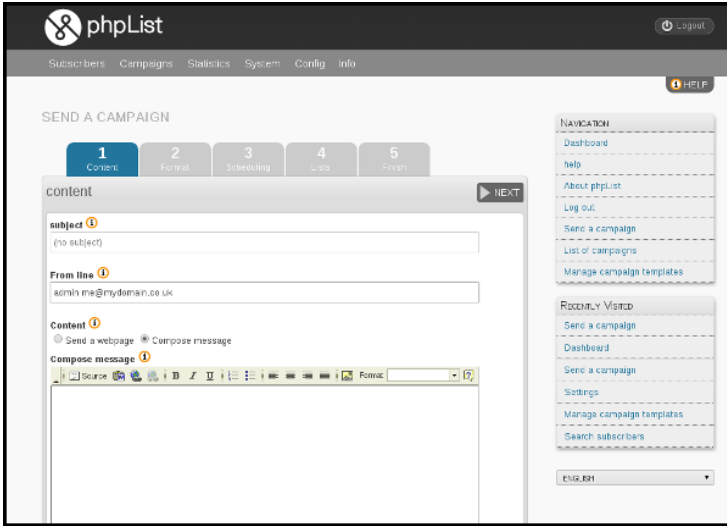 phpList
Logout
Subscribers Campaigns Statistics System Config Info
HELP
SEND A CAMPAIGN
1 2 3 4 5
Content Format Scheduling Lists Finish
content
NEXT
subject
(no subject)
From line
admin me@mydomain.co uk
Content
Send a webpage Compose message
Compose message
Source B I U Format
NAVIGATION
Dashboard
help
About phpList
Log out
Send a campaign
List of campaigns
Manage campaign templates
RECENTLY VISITED
Send a campaign
Dashboard
Send a campaign
Settings
Manage campaign templates
Search subscribers
ENGLISH